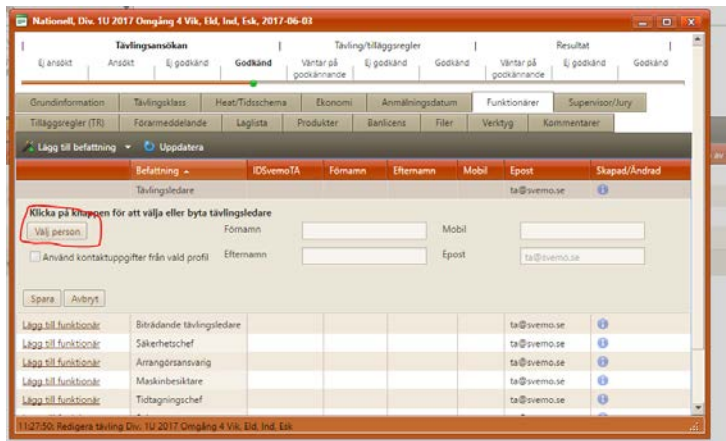 Nationell, Div. 1U 2017 Omgång 4 Vik, Eld, Ind, Esk, 2017-06-03
Tävlingsansökan | Tävling/tilläggsregler | Resultat
Ej ansökt Ansökt Ej godkänd Godkänd Väntar på godkännande Ej godkänd Godkänd Väntar på godkännande Ej godkänd Godkänd
Grundinformation Tävlingsklass Heat/Tidsschema Ekonomi Anmälningsdatum Funktionärer Supervisor/Jury
Tilläggsregler (TR) Förarmeddelande Laglista Produkter Banlicens Filer Verktyg Kommentarer
Lägg till befattning Uppdatera
Befattning IDSvemoTA Förnamn Efternamn Mobil Epost Skapad/Ändrad
av
Tävlingsledare ta@svemo.se
Klicka på knappen för att välja eller byta tävlingsledare
Välj person Förnamn Mobil
Använd kontaktuppgifter från vald profil Efternamn Epost ta@svemo.se
Spara Avbryt
Lägg till funktionär Biträdande tävlingsledare ta@svemo.se
Lägg till funktionär Säkerhetschef ta@svemo.se
Lägg till funktionär Arrangörsansvarig ta@svemo.se
Lägg till funktionär Maskinbesiktare ta@svemo.se
Lägg till funktionär Tidtagningschef ta@svemo.se
11:27:50: Redigera tävling Div. 1U 2017 Omgång 4 Vik, Eld, Ind, Esk